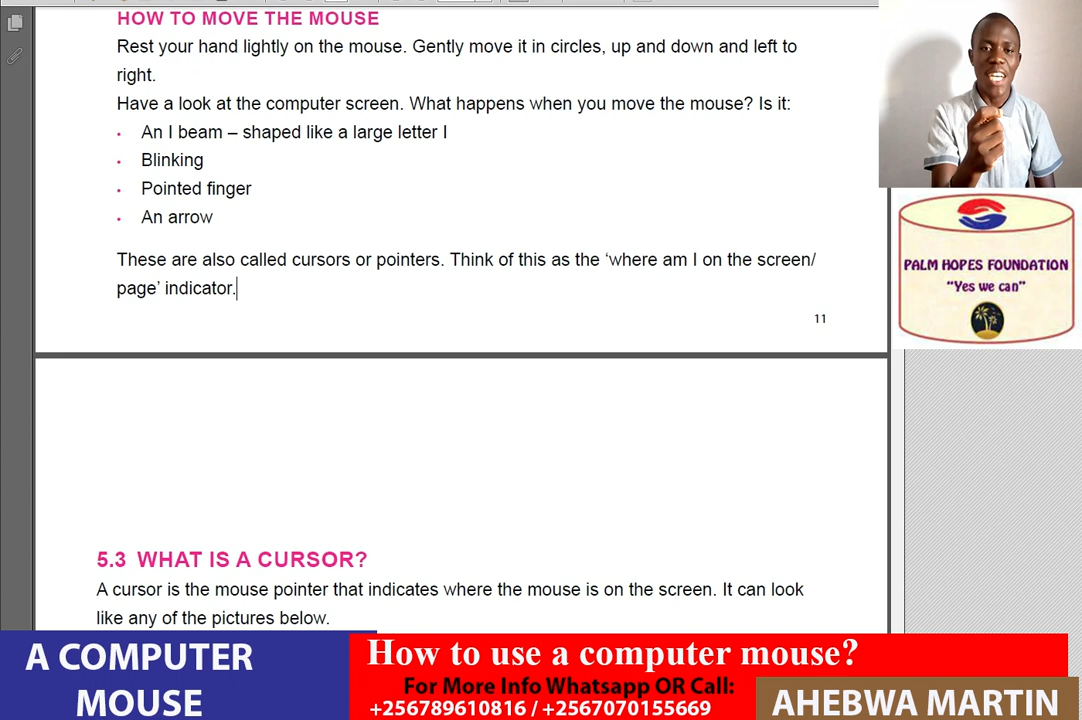 HOW TO MOVE THE MOUSE
Rest your hand lightly on the mouse. Gently move it in circles, up and down and left to
right.
Have a look at the computer screen. What happens when you move the mouse? Is it:
• An I beam – shaped like a large letter I
• Blinking
• Pointed finger
• An arrow
These are also called cursors or pointers. Think of this as the ‘where am I on the screen/
page’ indicator.
11
PALM HOPES FOUNDATION
“Yes we can”
5.3 WHAT IS A CURSOR?
A cursor is the mouse pointer that indicates where the mouse is on the screen. It can look
like any of the pictures below.
A COMPUTER
MOUSE
How to use a computer mouse?
For More Info Whatsapp OR Call:
+256789610816 / +2567070155669
AHEBWA MARTIN